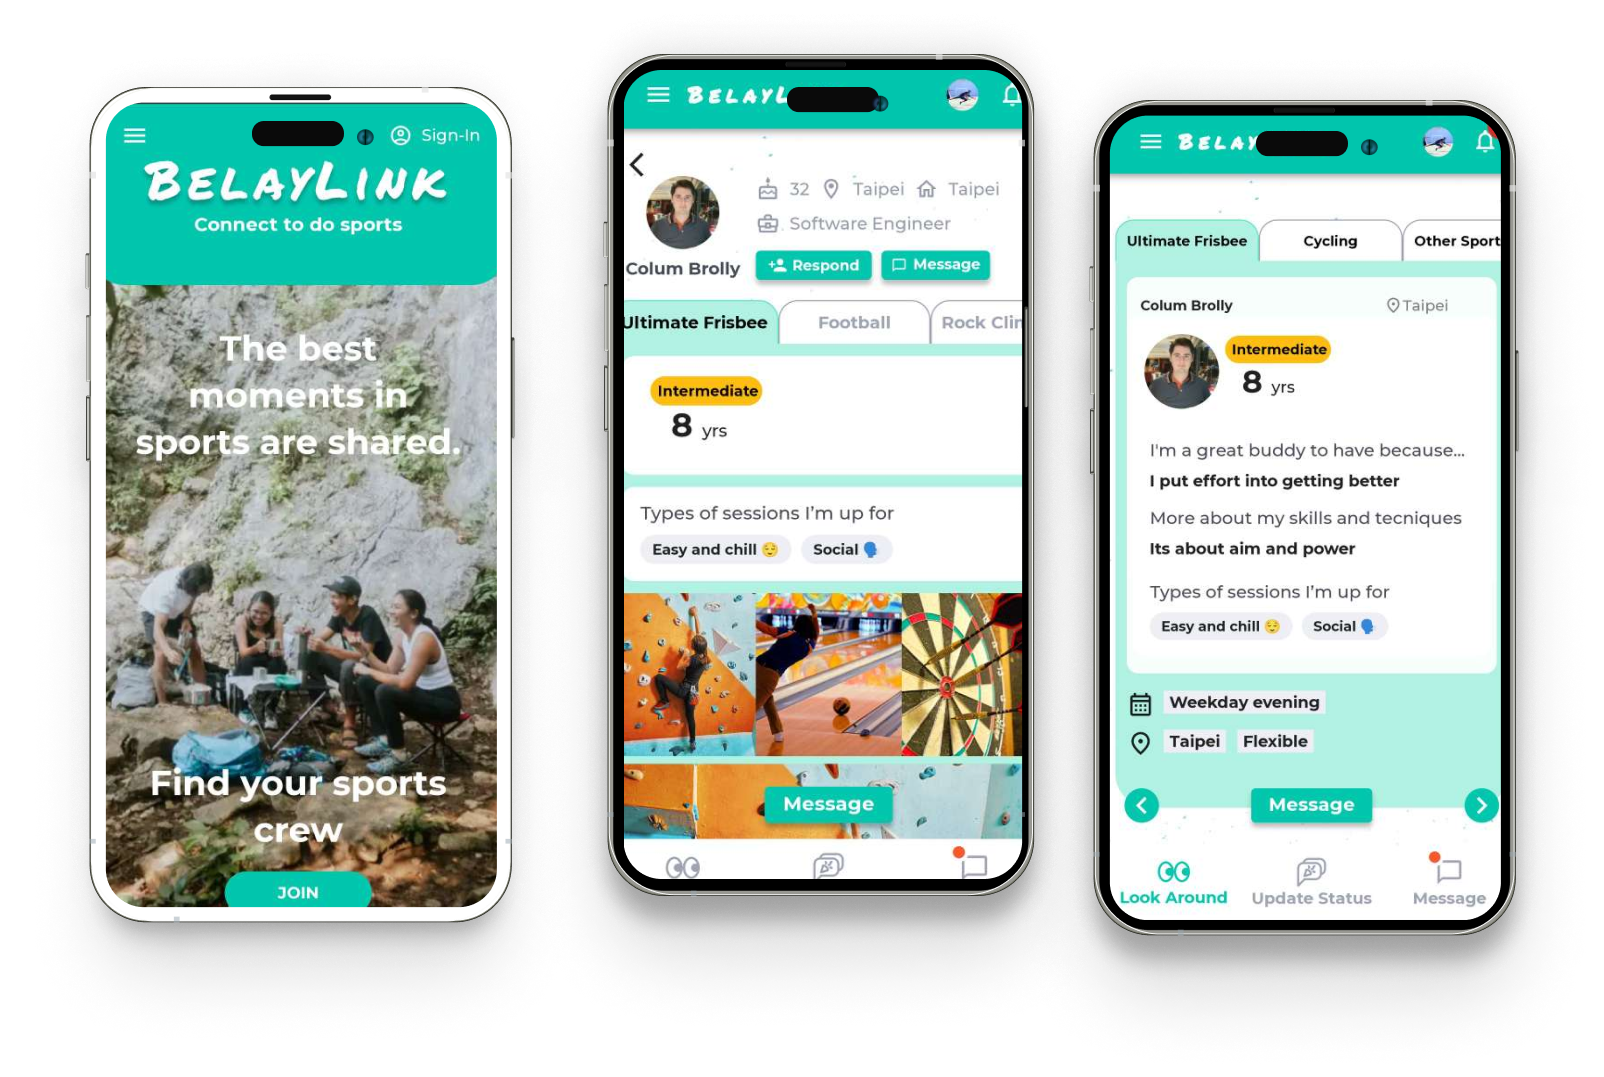 Sign-In
BELAYLINK
Connect to do sports
The best
moments in
sports are shared.
Find your sports
crew
JOIN
BELAYL
32 Taipei Taipei
Software Engineer
Colum Brolly
Respond Message
Ultimate Frisbee Football Rock Clim
Intermediate
8 yrs
Types of sessions I'm up for
Easy and chill 😌 Social 🗣️
Message
BELAY
Ultimate Frisbee Cycling Other Sport
Colum Brolly Taipei
Intermediate
8 yrs
I'm a great buddy to have because...
I put effort into getting better
More about my skills and tecniques
Its about aim and power
Types of sessions I'm up for
Easy and chill 😌 Social 🗣️
Weekday evening
Taipei Flexible
Message
Look Around Update Status Message